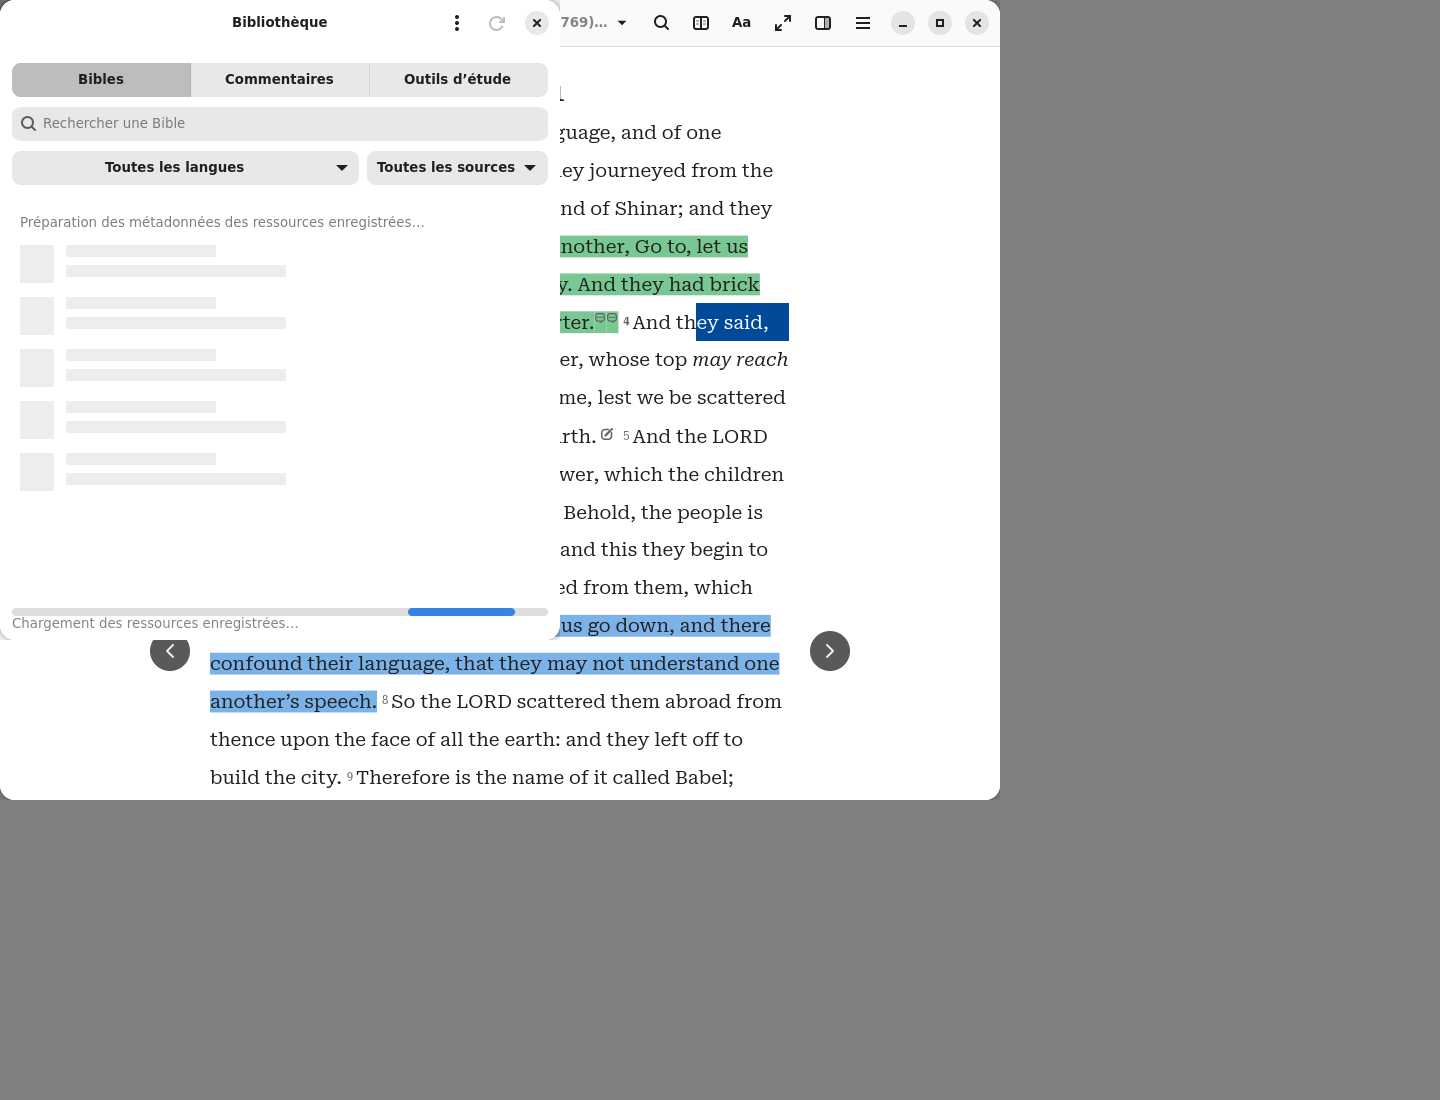 Bibliothèque
769)…
Aa
Bibles
Commentaires
Outils d’étude
Rechercher une Bible
Toutes les langues
Toutes les sources
Préparation des métadonnées des ressources enregistrées…
Chargement des ressources enregistrées…
guage, and of one
ey journeyed from the
nd of Shinar; and they
nother, Go to, let us
y. And they had brick
rter. 4 And they said,
er, whose top may reach
me, lest we be scattered
rth. 5 And the LORD
wer, which the children
Behold, the people is
and this they begin to
ed from them, which
us go down, and there
confound their language, that they may not understand one
another’s speech. 8 So the LORD scattered them abroad from
thence upon the face of all the earth: and they left off to
build the city. 9 Therefore is the name of it called Babel;